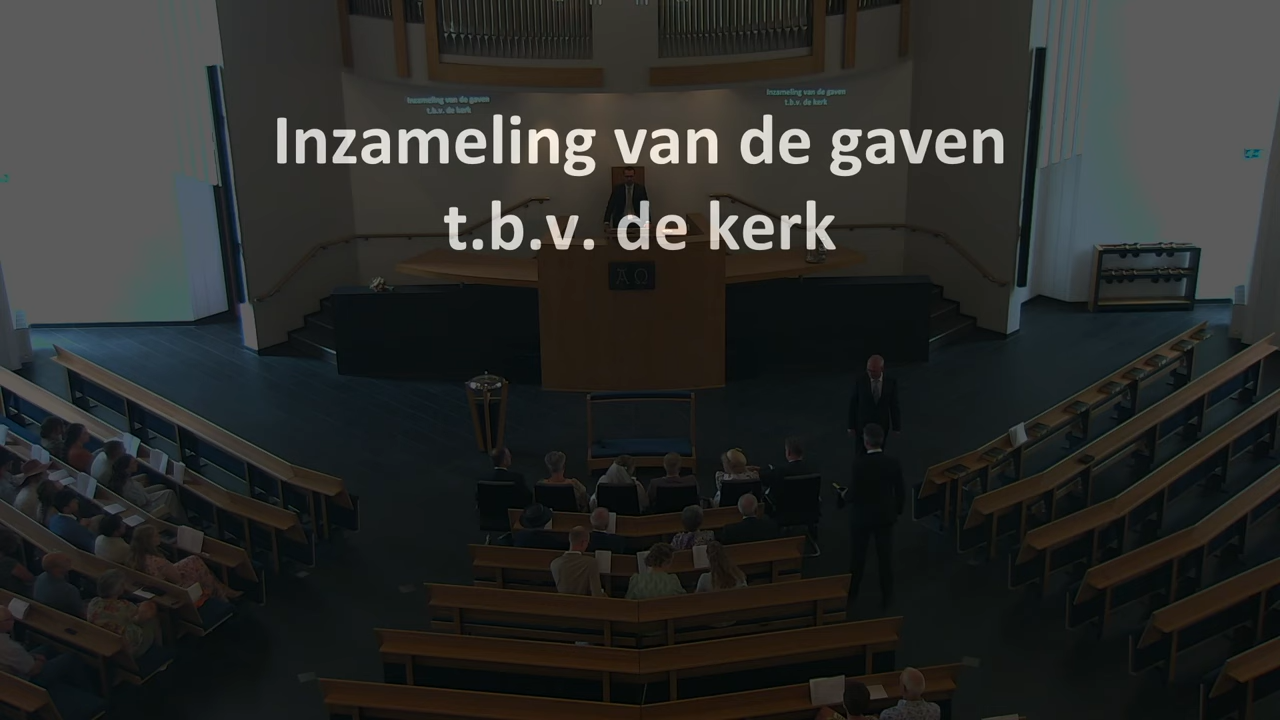 Inzameling van de gaven
t.b.v. de kerk
Inzameling van de gaven
t.b.v. de kerk
Inzameling van de gaven
t.b.v. de kerk
Α Ω